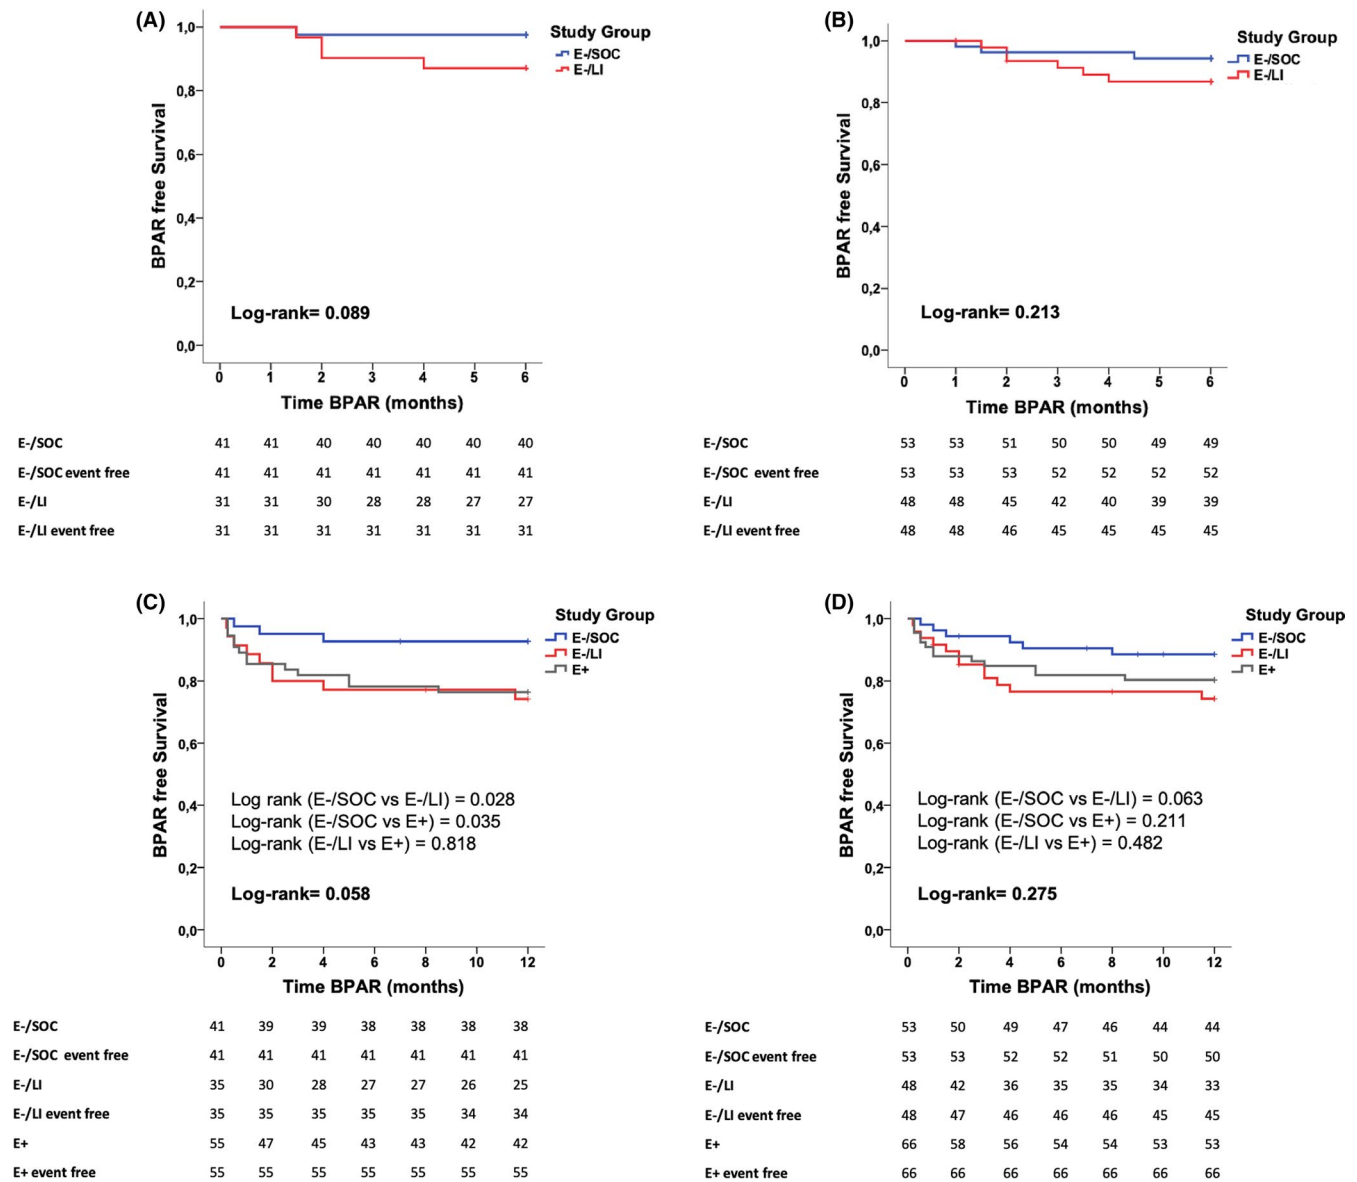 (A)
Study Group
E-/SOC
E-/LI
BPAR free Survival
1,0
0,8
0,6
0,4
0,2
0,0
Log-rank= 0.089
0 1 2 3 4 5 6
Time BPAR (months)
E-/SOC 41 41 40 40 40 40 40
E-/SOC event free 41 41 41 41 41 41 41
E-/LI 31 31 30 28 28 27 27
E-/LI event free 31 31 31 31 31 31 31
(B)
Study Group
E-/SOC
E-/LI
BPAR free Survival
1,0
0,8
0,6
0,4
0,2
0,0
Log-rank= 0.213
0 1 2 3 4 5 6
Time BPAR (months)
E-/SOC 53 53 51 50 50 49 49
E-/SOC event free 53 53 53 52 52 52 52
E-/LI 48 48 45 42 40 39 39
E-/LI event free 48 48 46 45 45 45 45
(C)
Study Group
E-/SOC
E-/LI
E+
BPAR free Survival
1,0
0,8
0,6
0,4
0,2
0,0
Log rank (E-/SOC vs E-/LI) = 0.028
Log-rank (E-/SOC vs E+) = 0.035
Log-rank (E-/LI vs E+) = 0.818
Log-rank= 0.058
0 2 4 6 8 10 12
Time BPAR (months)
E-/SOC 41 39 39 38 38 38 38
E-/SOC event free 41 41 41 41 41 41 41
E-/LI 35 30 28 27 27 26 25
E-/LI event free 35 35 35 35 35 34 34
E+ 55 47 45 43 43 42 42
E+ event free 55 55 55 55 55 55 55
(D)
Study Group
E-/SOC
E-/LI
E+
BPAR free Survival
1,0
0,8
0,6
0,4
0,2
0,0
Log-rank (E-/SOC vs E-/LI) = 0.063
Log-rank (E-/SOC vs E+) = 0.211
Log-rank (E-/LI vs E+) = 0.482
Log-rank= 0.275
0 2 4 6 8 10 12
Time BPAR (months)
E-/SOC 53 50 49 47 46 44 44
E-/SOC event free 53 53 52 52 51 50 50
E-/LI 48 42 36 35 35 34 33
E-/LI event free 48 47 46 46 46 45 45
E+ 66 58 56 54 54 53 53
E+ event free 66 66 66 66 66 66 66